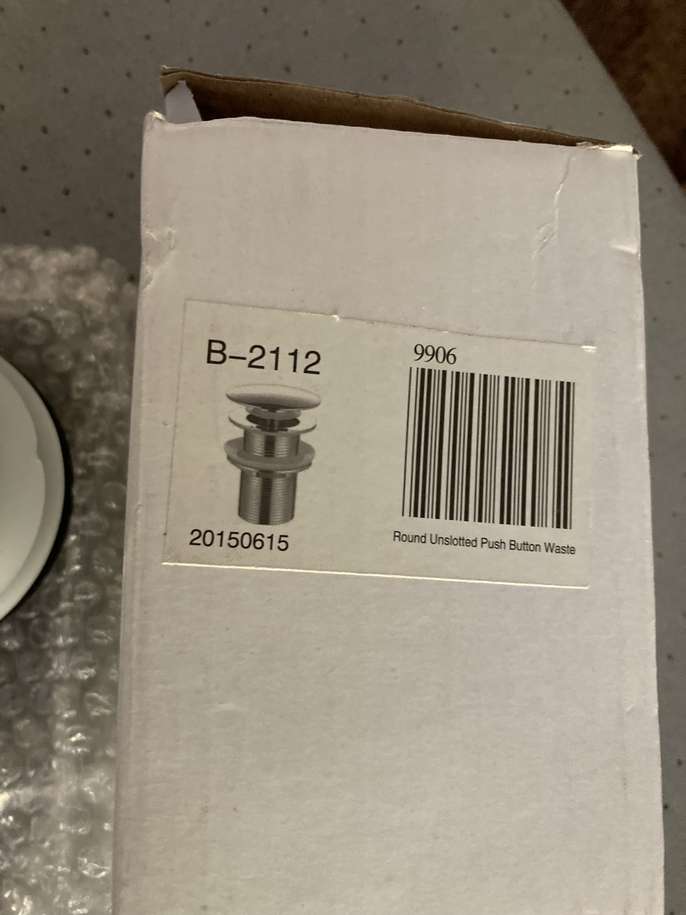 B-2112
9906
20150615
Round Unslotted Push Button Waste